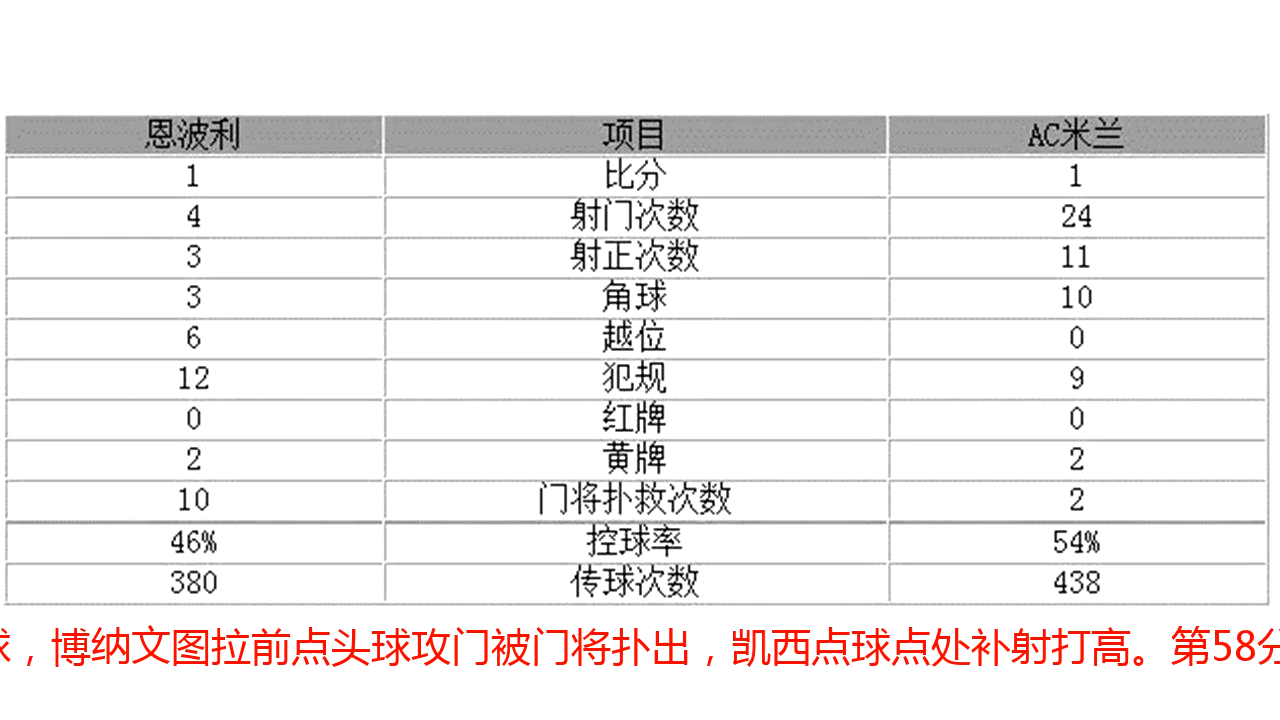 恩波利 项目 AC米兰
1 比分 1
4 射门次数 24
3 射正次数 11
3 角球 10
6 越位 0
12 犯规 9
0 红牌 0
2 黄牌 2
10 门将扑救次数 2
46% 控球率 54%
380 传球次数 438
球，博纳文图拉前点头球攻门被门将扑出，凯西点球点处补射打高。第58分